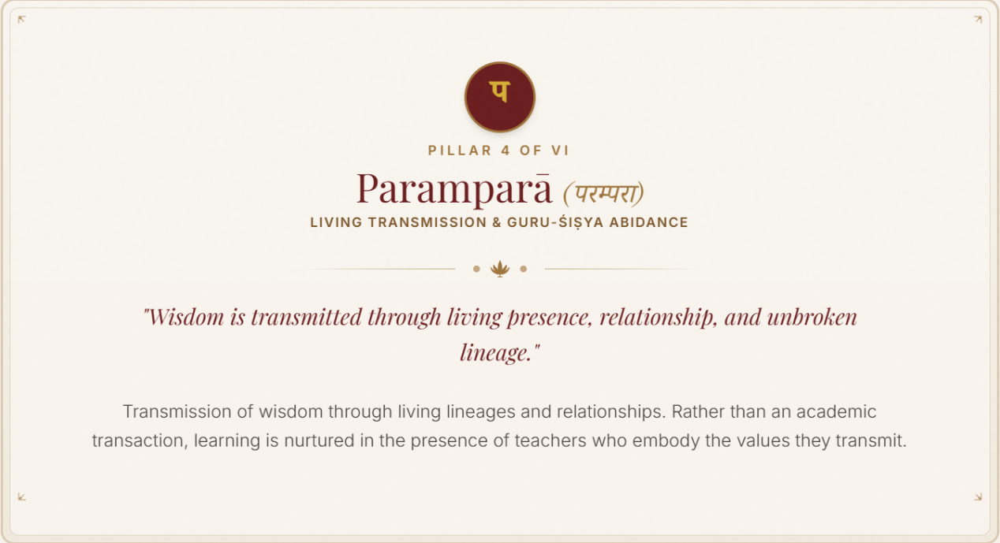 प
PILLAR 4 OF VI
Paramparā (परम्परा)
LIVING TRANSMISSION & GURU-ŚIṢYA ABIDANCE
"Wisdom is transmitted through living presence, relationship, and unbroken
lineage."
Transmission of wisdom through living lineages and relationships. Rather than an academic
transaction, learning is nurtured in the presence of teachers who embody the values they transmit.